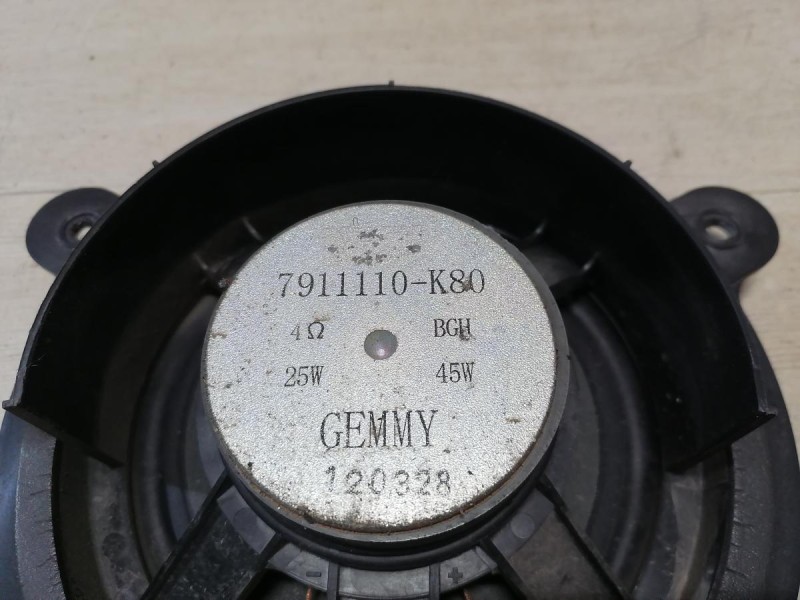 7911110-K80
4Ω BGH
25W 45W
GEMMY
120328
- +